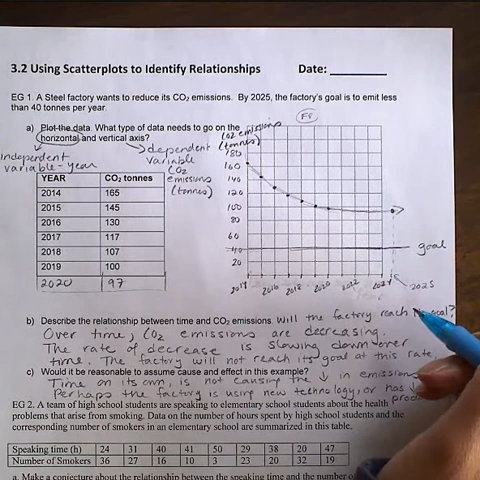 3.2 Using Scatterplots to Identify Relationships Date:
EG 1. A Steel factory wants to reduce its CO₂ emissions. By 2025, the factory's goal is to emit less
than 40 tonnes per year.
a) Plot the data. What type of data needs to go on the
horizontal and vertical axis?
independent
variable - year
dependent
variable
CO2
emissions
(tonnes)
CO2 emissions
(tonnes)
180
160
140
120
100
80
60
40
20
goal
2014 2016 2018 2020 2022 2024
2025
YEAR CO₂ tonnes
2014 165
2015 145
2016 130
2017 117
2018 107
2019 100
2020 97
b) Describe the relationship between time and CO₂ emissions. Will the factory reach its goal?
Over time, CO2 emissions are decreasing.
The rate of decrease is slowing down over
time. The factory will not reach its goal at this rate.
c) Would it be reasonable to assume cause and effect in this example?
Time on its own, is not causing the ↓ in emissions
Perhaps the factory is using new technology, or has ↓
EG 2. A team of high school students are speaking to elementary school students about the health
problems that arise from smoking. Data on the number of hours spent by high school students and the
corresponding number of smokers in an elementary school are summarized in this table.
Speaking time (h) 24 31 40 41 50 29 38 20 47
Number of Smokers 36 27 16 10 3 23 20 32 19
a. Make a conjecture about the relationship between the speaking time and the number of